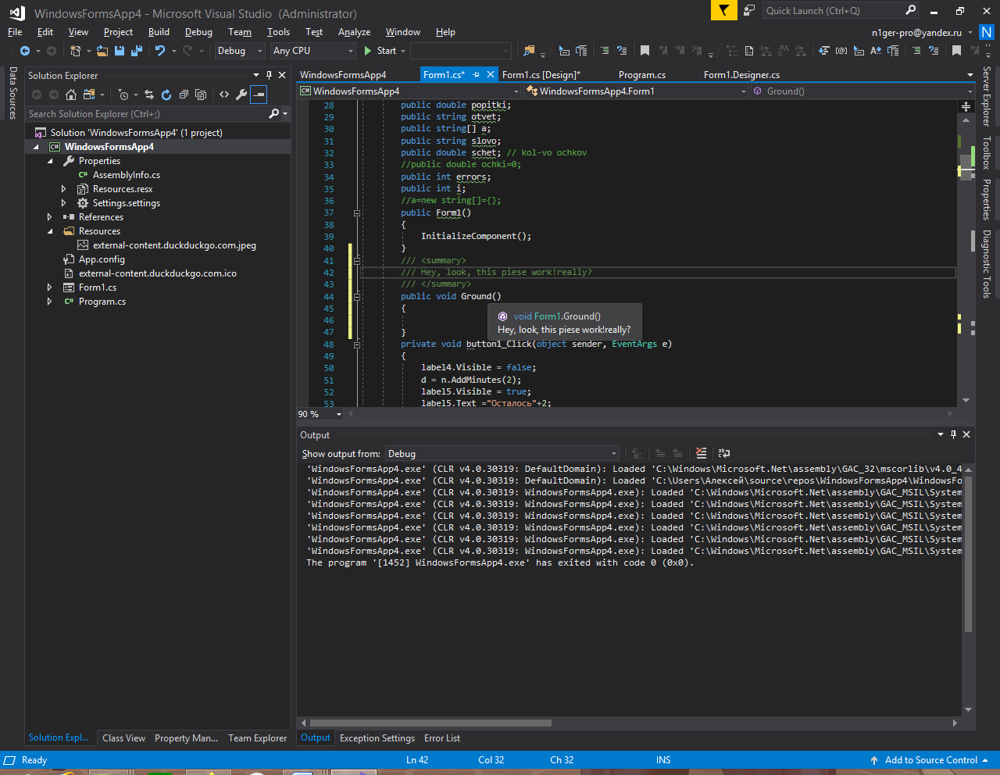 WindowsFormsApp4 - Microsoft Visual Studio (Administrator)
Quick Launch (Ctrl+Q)
File Edit View Project Build Debug Team Tools Test Analyze Window Help
n1ger-pro@yandex.ru N
Debug Any CPU Start
Data Sources
Solution Explorer
Search Solution Explorer (Ctrl+;)
Solution 'WindowsFormsApp4' (1 project)
WindowsFormsApp4
Properties
AssemblyInfo.cs
Resources.resx
Settings.settings
References
Resources
external-content.duckduckgo.com.jpeg
App.config
external-content.duckduckgo.com.ico
Form1.cs
Program.cs
Solution Expl... Class View Property Man... Team Explorer
WindowsFormsApp4 Form1.cs* Form1.cs [Design]* Program.cs Form1.Designer.cs
WindowsFormsApp4 WindowsFormsApp4.Form1 Ground()
28 public double popitki;
29 public string otvet;
30 public string[] a;
31 public string slovo;
32 public double schet; // kol-vo ochkov
33 //public double ochki=0;
34 public int errors;
35 public int i;
36 //a=new string[]={};
37 public Form1()
38 {
39 InitializeComponent();
40 }
41 /// <summary>
42 /// Hey, look, this piese work!really?
43 /// </summary>
44 public void Ground()
45 {
46
47 }
48 private void button1_Click(object sender, EventArgs e)
49 {
50 label4.Visible = false;
51 d = n.AddMinutes(2);
52 label5.Visible = true;
53 label5.Text ="Осталось"+2;
void Form1.Ground()
Hey, look, this piese work!really?
90 %
Output
Show output from: Debug
'WindowsFormsApp4.exe' (CLR v4.0.30319: DefaultDomain): Loaded 'C:\Windows\Microsoft.Net\assembly\GAC_32\mscorlib\v4.0_4
'WindowsFormsApp4.exe' (CLR v4.0.30319: DefaultDomain): Loaded 'C:\Users\Алексей\source\repos\WindowsFormsApp4\WindowsFo
'WindowsFormsApp4.exe' (CLR v4.0.30319: WindowsFormsApp4.exe): Loaded 'C:\Windows\Microsoft.Net\assembly\GAC_MSIL\System
'WindowsFormsApp4.exe' (CLR v4.0.30319: WindowsFormsApp4.exe): Loaded 'C:\Windows\Microsoft.Net\assembly\GAC_MSIL\System
'WindowsFormsApp4.exe' (CLR v4.0.30319: WindowsFormsApp4.exe): Loaded 'C:\Windows\Microsoft.Net\assembly\GAC_MSIL\System
'WindowsFormsApp4.exe' (CLR v4.0.30319: WindowsFormsApp4.exe): Loaded 'C:\Windows\Microsoft.Net\assembly\GAC_MSIL\System
'WindowsFormsApp4.exe' (CLR v4.0.30319: WindowsFormsApp4.exe): Loaded 'C:\Windows\Microsoft.Net\assembly\GAC_MSIL\System
'WindowsFormsApp4.exe' (CLR v4.0.30319: WindowsFormsApp4.exe): Loaded 'C:\Windows\Microsoft.Net\assembly\GAC_MSIL\System
The program '[1452] WindowsFormsApp4.exe' has exited with code 0 (0x0).
Output Exception Settings Error List
Server Explorer
Toolbox
Properties
Diagnostic Tools
Ready Ln 42 Col 32 Ch 32 INS Add to Source Control